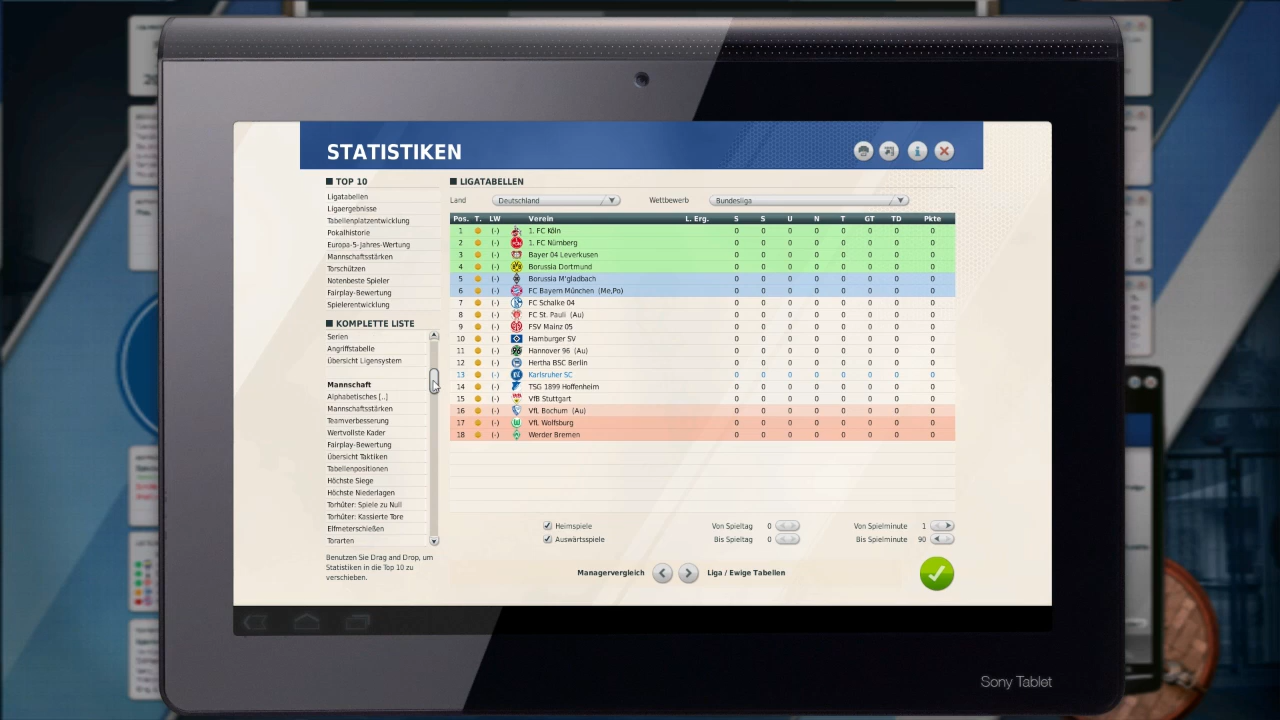 STATISTIKEN
TOP 10
Ligatabellen
Ligaergebnisse
Tabellenplatzentwicklung
Pokalhistorie
Europa-5-Jahres-Wertung
Mannschaftsstärken
Torschützen
Notenbeste Spieler
Fairplay-Bewertung
Spielerentwicklung
KOMPLETTE LISTE
Serien
Angriffstabelle
Übersicht Ligensystem
Mannschaft
Alphabetisches [..]
Mannschaftsstärken
Teamverbesserung
Wertvollste Kader
Fairplay-Bewertung
Übersicht Taktiken
Tabellenpositionen
Höchste Siege
Höchste Niederlagen
Torhüter: Spiele zu Null
Torhüter: Kassierte Tore
Elfmeterschießen
Torarten
Benutzen Sie Drag and Drop, um
Statistiken in die Top 10 zu
verschieben.
LIGATABELLEN
Land Deutschland Wettbewerb Bundesliga
Pos. T. LW Verein L. Erg. S S U N T GT TD Pkte
1 (-) 1. FC Köln 0 0 0 0 0 0 0 0
2 (-) 1. FC Nürnberg 0 0 0 0 0 0 0 0
3 (-) Bayer 04 Leverkusen 0 0 0 0 0 0 0 0
4 (-) Borussia Dortmund 0 0 0 0 0 0 0 0
5 (-) Borussia M'gladbach 0 0 0 0 0 0 0 0
6 (-) FC Bayern München (Me,Po) 0 0 0 0 0 0 0 0
7 (-) FC Schalke 04 0 0 0 0 0 0 0 0
8 (-) FC St. Pauli (Au) 0 0 0 0 0 0 0 0
9 (-) FSV Mainz 05 0 0 0 0 0 0 0 0
10 (-) Hamburger SV 0 0 0 0 0 0 0 0
11 (-) Hannover 96 (Au) 0 0 0 0 0 0 0 0
12 (-) Hertha BSC Berlin 0 0 0 0 0 0 0 0
13 (-) Karlsruher SC 0 0 0 0 0 0 0 0
14 (-) TSG 1899 Hoffenheim 0 0 0 0 0 0 0 0
15 (-) VfB Stuttgart 0 0 0 0 0 0 0 0
16 (-) VfL Bochum (Au) 0 0 0 0 0 0 0 0
17 (-) VfL Wolfsburg 0 0 0 0 0 0 0 0
18 (-) Werder Bremen 0 0 0 0 0 0 0 0
Heimspiele Von Spieltag 0 Von Spielminute 1
Auswärtsspiele Bis Spieltag 0 Bis Spielminute 90
Managervergleich Liga / Ewige Tabellen
Sony Tablet